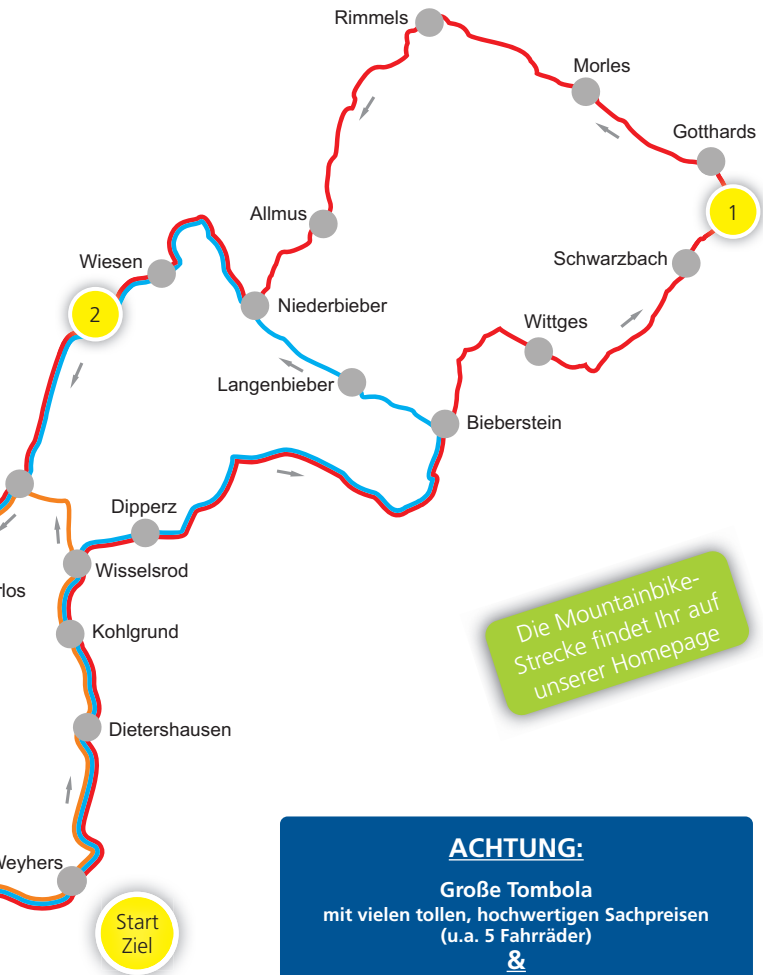 Rimmels
Morles
Gotthards
1
Allmus
Schwarzbach
Wiesen
Niederbieber
2
Wittges
Langenbieber
Bieberstein
Dipperz
Wisselsrod
rlos
Kohlgrund
Die Mountainbike-
Strecke findet Ihr auf
unserer Homepage
Dietershausen
Weyhers
Start
Ziel
ACHTUNG:
Große Tombola
mit vielen tollen, hochwertigen Sachpreisen
(u.a. 5 Fahrräder)
&